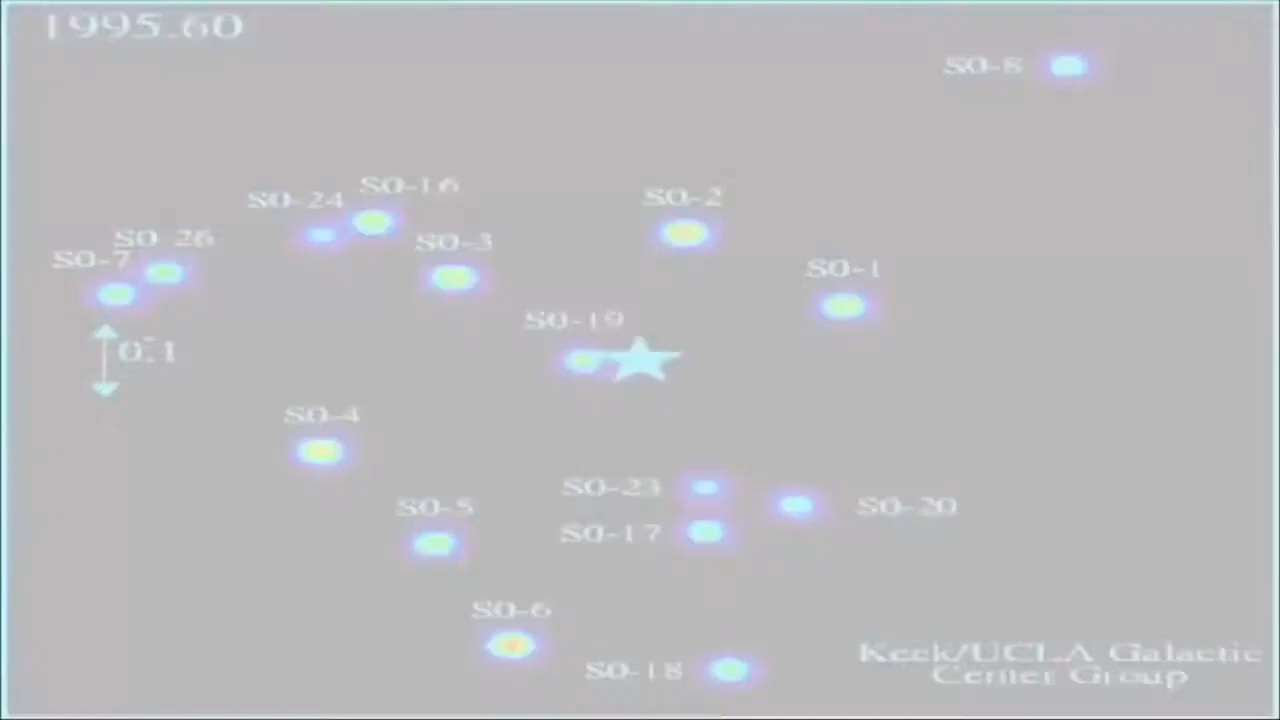 1995.60
S0-8
S0-16
S0-24
S0-2
S0-26
S0-3
S0-7
S0-1
S0-19
0.1
S0-4
S0-23
S0-20
S0-5
S0-17
S0-6
S0-18
Keck/UCLA Galactic
Center Group